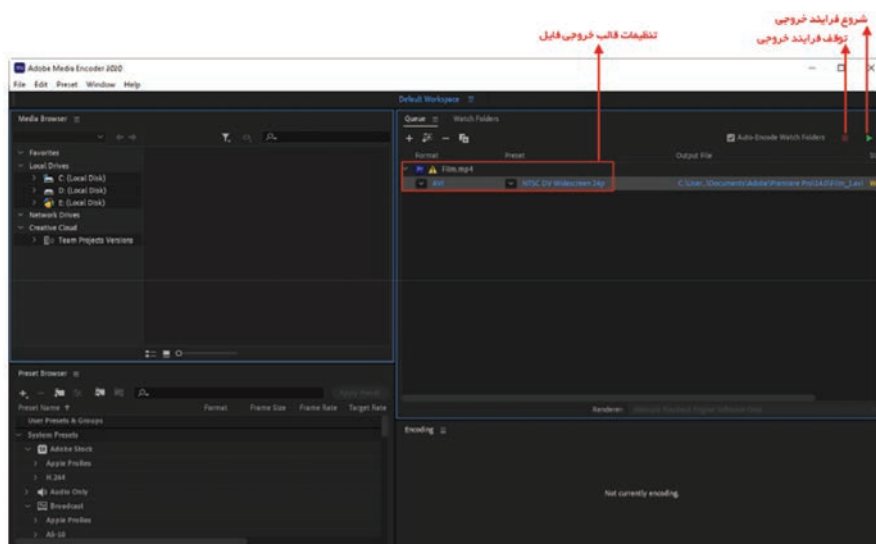 شروع فرایند خروجی
توقف فرایند خروجی
تنظیمات قالب خروجی فایل
Adobe Media Encoder 2020
File Edit Preset Window Help
Default Workspace
Media Browser
Favorites
Local Drives
C: (Local Disk)
D: (Local Disk)
E: (Local Disk)
Network Drives
Creative Cloud
Team Projects Versions
Queue Watch Folders
Auto-Encode Watch Folders
Format Preset Output File
Film.mp4
AVI NTSC DV Widescreen 24p
Renderer:
Preset Browser
Apply Preset
Preset Name Format Frame Size Frame Rate Target Rate
User Presets & Groups
System Presets
Adobe Stock
Apple ProRes
H.264
Audio Only
Broadcast
Apple ProRes
AS-10
Encoding
Not currently encoding.